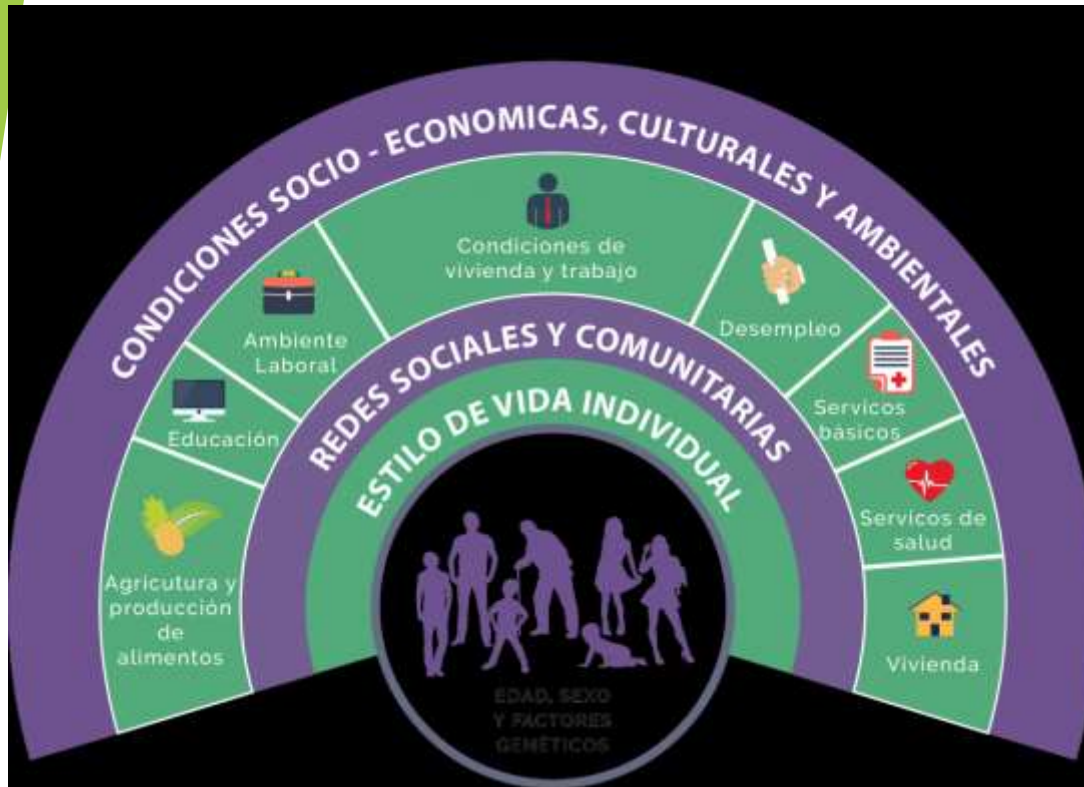 CONDICIONES SOCIO - ECONOMICAS, CULTURALES Y AMBIENTALES
Condiciones de
vivienda y trabajo
Ambiente
Laboral
Desempleo
Educación
Servicos
básicos
Agricutura y
producción
de
alimentos
Servicos de
salud
Vivienda
REDES SOCIALES Y COMUNITARIAS
ESTILO DE VIDA INDIVIDUAL
EDAD, SEXO
Y FACTORES
GENÉTICOS